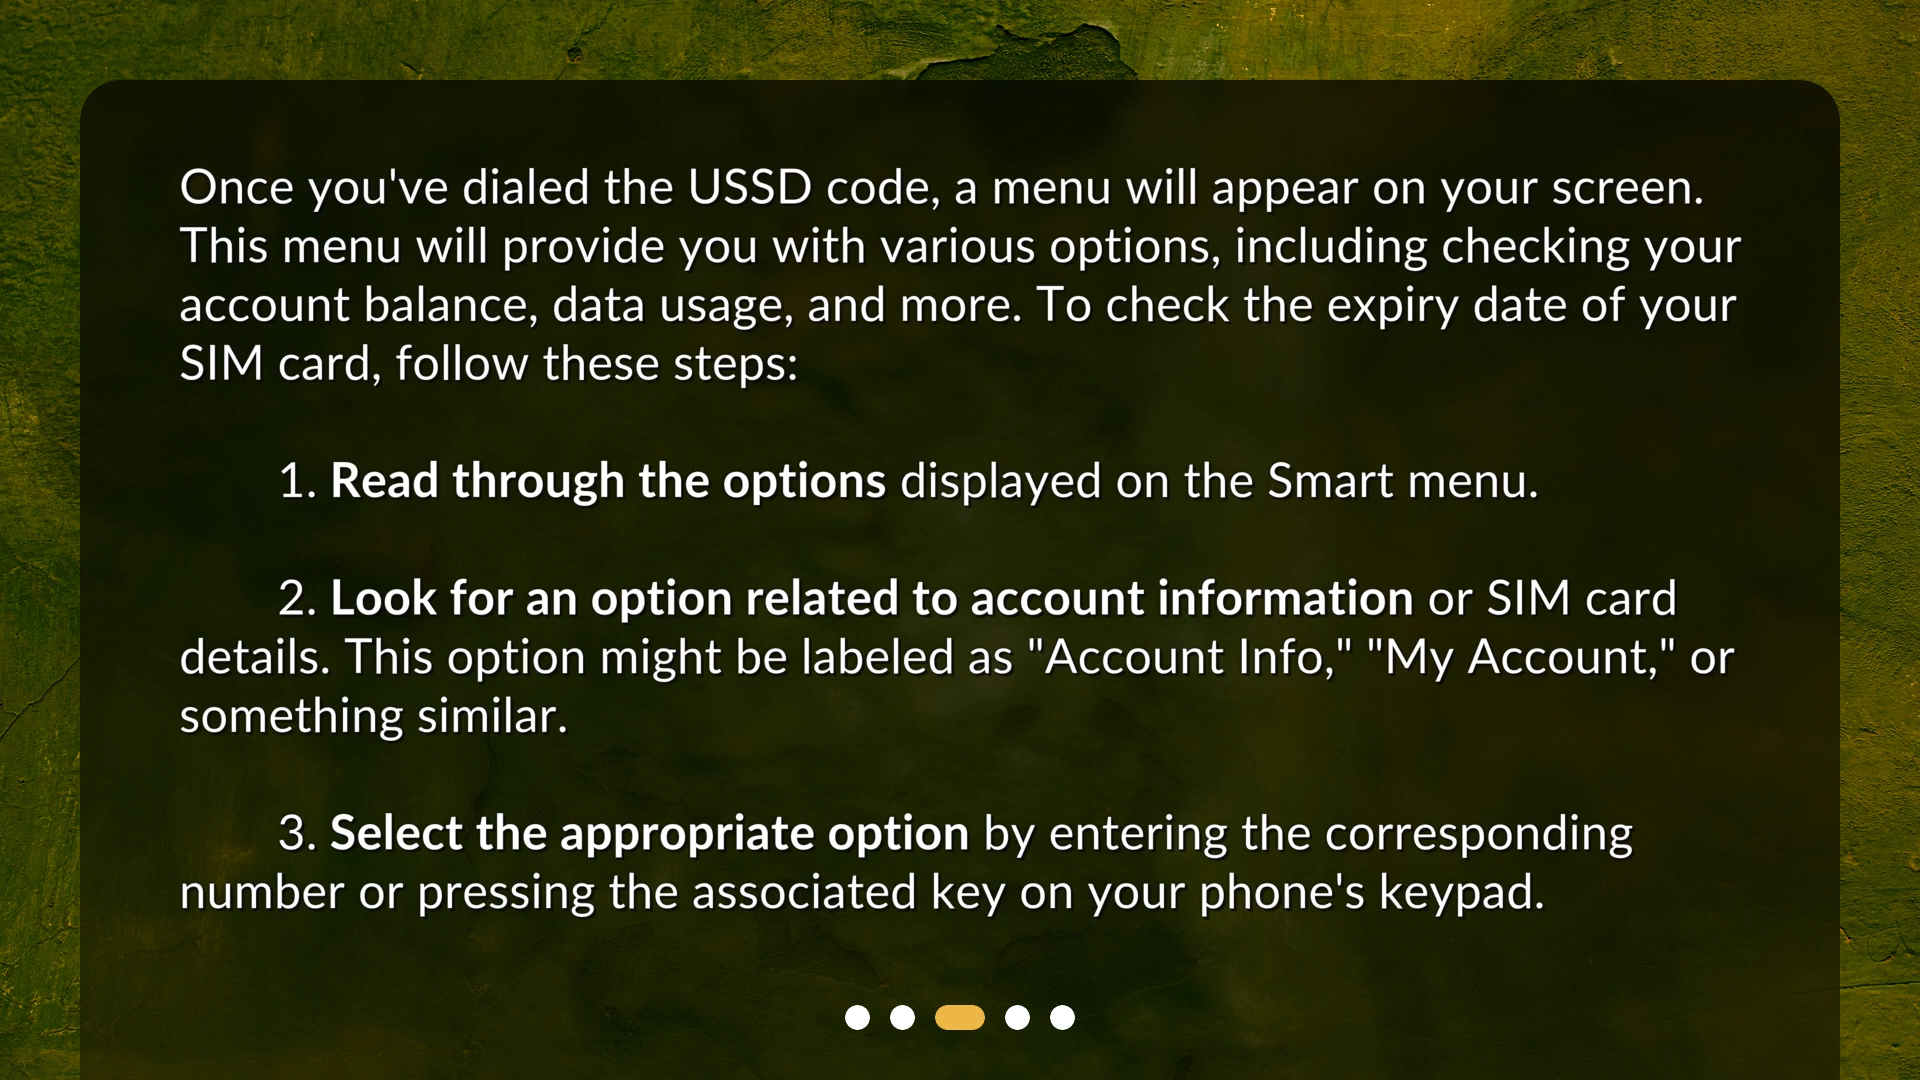 Once you've dialed the USSD code, a menu will appear on your screen.
This menu will provide you with various options, including checking your
account balance, data usage, and more. To check the expiry date of your
SIM card, follow these steps:
1. Read through the options displayed on the Smart menu.
2. Look for an option related to account information or SIM card
details. This option might be labeled as "Account Info," "My Account," or
something similar.
3. Select the appropriate option by entering the corresponding
number or pressing the associated key on your phone's keypad.